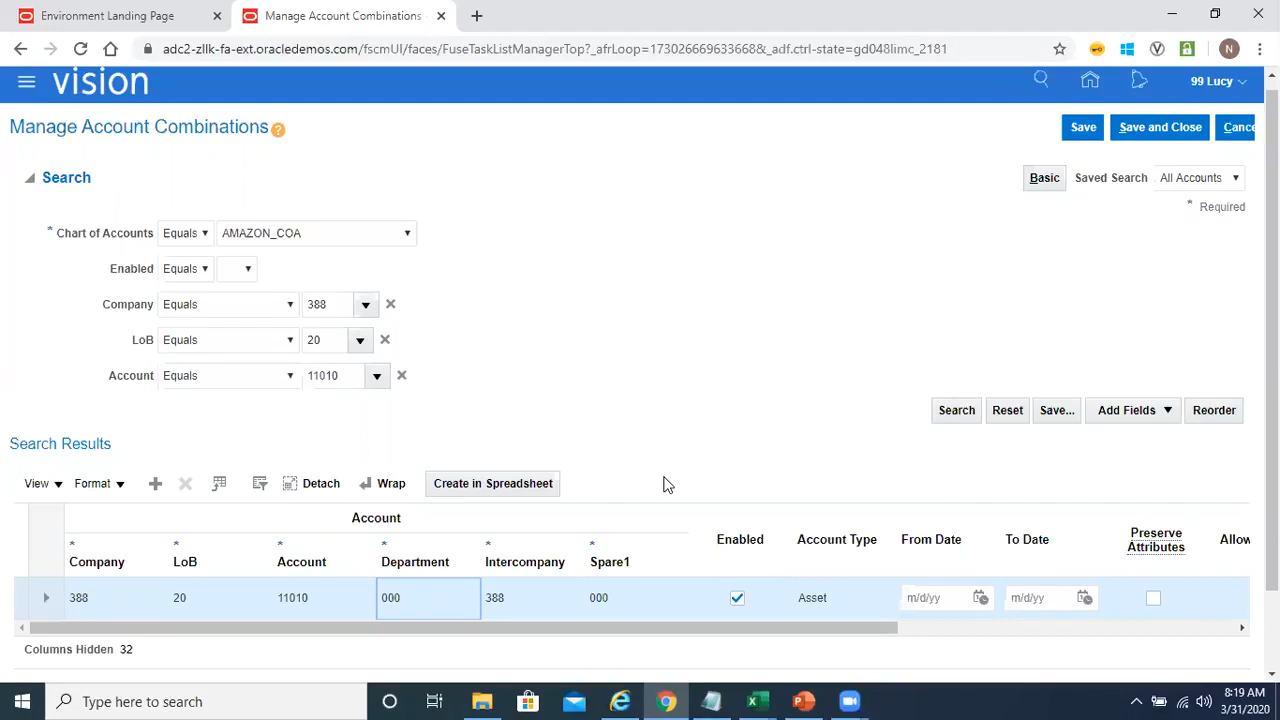 Environment Landing Page
Manage Account Combinations
adc2-zllk-fa-ext.oracledemos.com/fscmUI/faces/FuseTaskListManagerTop?_afrLoop=173026669633668&_adf.ctrl-state=gd048limc_2181
N
vision
99 Lucy
Manage Account Combinations ?
Save
Save and Close
Cance
Search
Basic
Saved Search
All Accounts
* Required
* Chart of Accounts Equals AMAZON_COA
Enabled Equals
Company Equals 388
LoB Equals 20
Account Equals 11010
Search Reset Save... Add Fields Reorder
Search Results
View Format Detach Wrap Create in Spreadsheet
Account
Enabled Account Type From Date To Date Preserve Attributes Allow
* Company * LoB * Account * Department * Intercompany * Spare1
388 20 11010 000 388 000 Asset m/d/yy m/d/yy
Columns Hidden 32
Type here to search
8:19 AM
3/31/2020